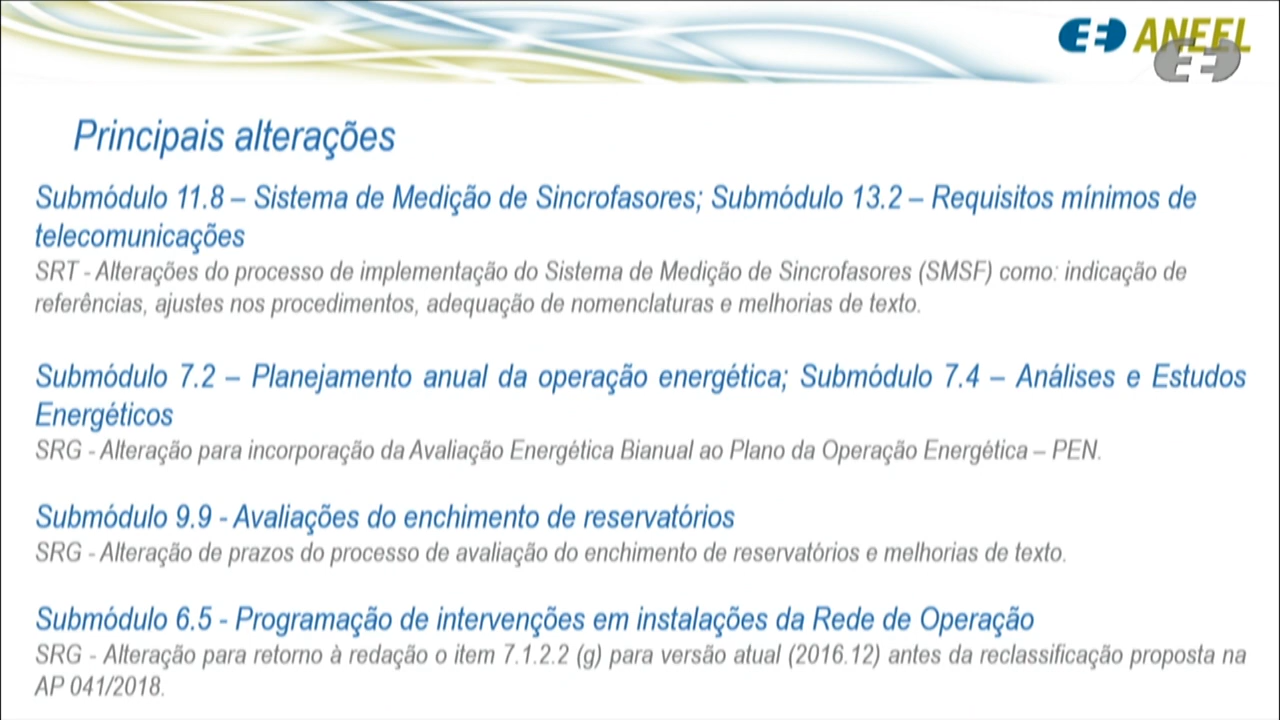 ANEEL
Principais alterações
Submódulo 11.8 – Sistema de Medição de Sincrofasores; Submódulo 13.2 – Requisitos mínimos de
telecomunicações
SRT - Alterações do processo de implementação do Sistema de Medição de Sincrofasores (SMSF) como: indicação de
referências, ajustes nos procedimentos, adequação de nomenclaturas e melhorias de texto.
Submódulo 7.2 – Planejamento anual da operação energética; Submódulo 7.4 – Análises e Estudos
Energéticos
SRG - Alteração para incorporação da Avaliação Energética Bianual ao Plano da Operação Energética – PEN.
Submódulo 9.9 - Avaliações do enchimento de reservatórios
SRG - Alteração de prazos do processo de avaliação do enchimento de reservatórios e melhorias de texto.
Submódulo 6.5 - Programação de intervenções em instalações da Rede de Operação
SRG - Alteração para retorno à redação o item 7.1.2.2 (g) para versão atual (2016.12) antes da reclassificação proposta na
AP 041/2018.